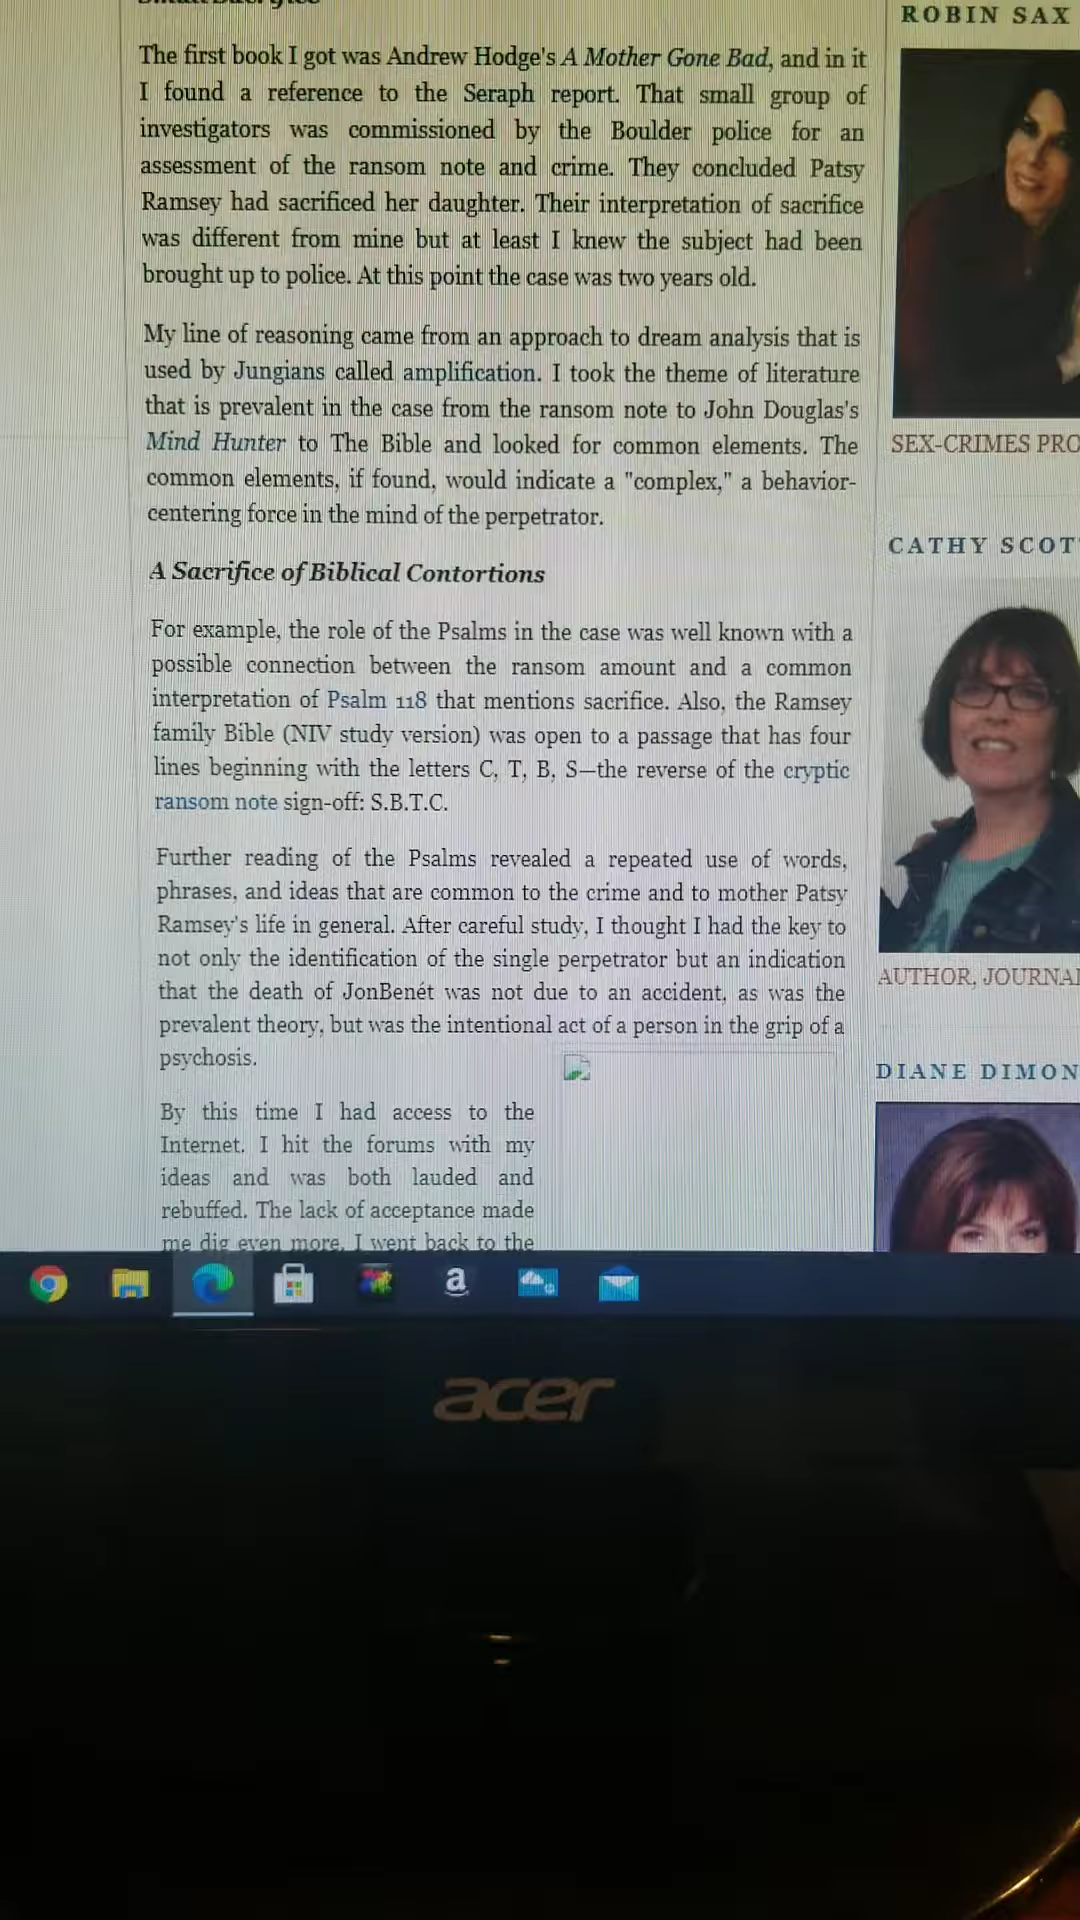 The first book I got was Andrew Hodge's A Mother Gone Bad, and in it
I found a reference to the Seraph report. That small group of
investigators was commissioned by the Boulder police for an
assessment of the ransom note and crime. They concluded Patsy
Ramsey had sacrificed her daughter. Their interpretation of sacrifice
was different from mine but at least I knew the subject had been
brought up to police. At this point the case was two years old.
My line of reasoning came from an approach to dream analysis that is
used by Jungians called amplification. I took the theme of literature
that is prevalent in the case from the ransom note to John Douglas's
Mind Hunter to The Bible and looked for common elements. The
common elements, if found, would indicate a "complex," a behavior-
centering force in the mind of the perpetrator.
A Sacrifice of Biblical Contortions
For example, the role of the Psalms in the case was well known with a
possible connection between the ransom amount and a common
interpretation of Psalm 118 that mentions sacrifice. Also, the Ramsey
family Bible (NIV study version) was open to a passage that has four
lines beginning with the letters C, T, B, S—the reverse of the cryptic
ransom note sign-off: S.B.T.C.
Further reading of the Psalms revealed a repeated use of words,
phrases, and ideas that are common to the crime and to mother Patsy
Ramsey's life in general. After careful study, I thought I had the key to
not only the identification of the single perpetrator but an indication
that the death of JonBenét was not due to an accident, as was the
prevalent theory, but was the intentional act of a person in the grip of a
psychosis.
By this time I had access to the
Internet. I hit the forums with my
ideas and was both lauded and
rebuffed. The lack of acceptance made
me dig even more. I went back to the
ROBIN SAX
SEX-CRIMES PRO
CATHY SCOT
AUTHOR, JOURNAL
DIANE DIMON
a
acer